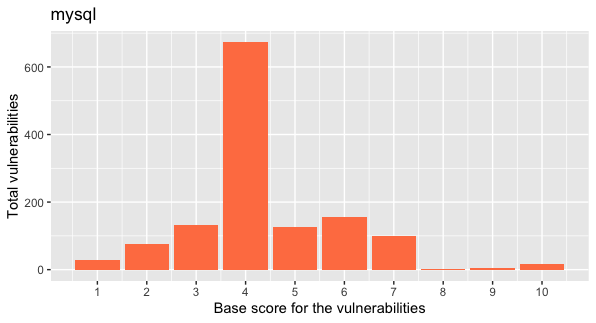 mysql
Total vulnerabilities
600
400
200
0
1 2 3 4 5 6 7 8 9 10
Base score for the vulnerabilities